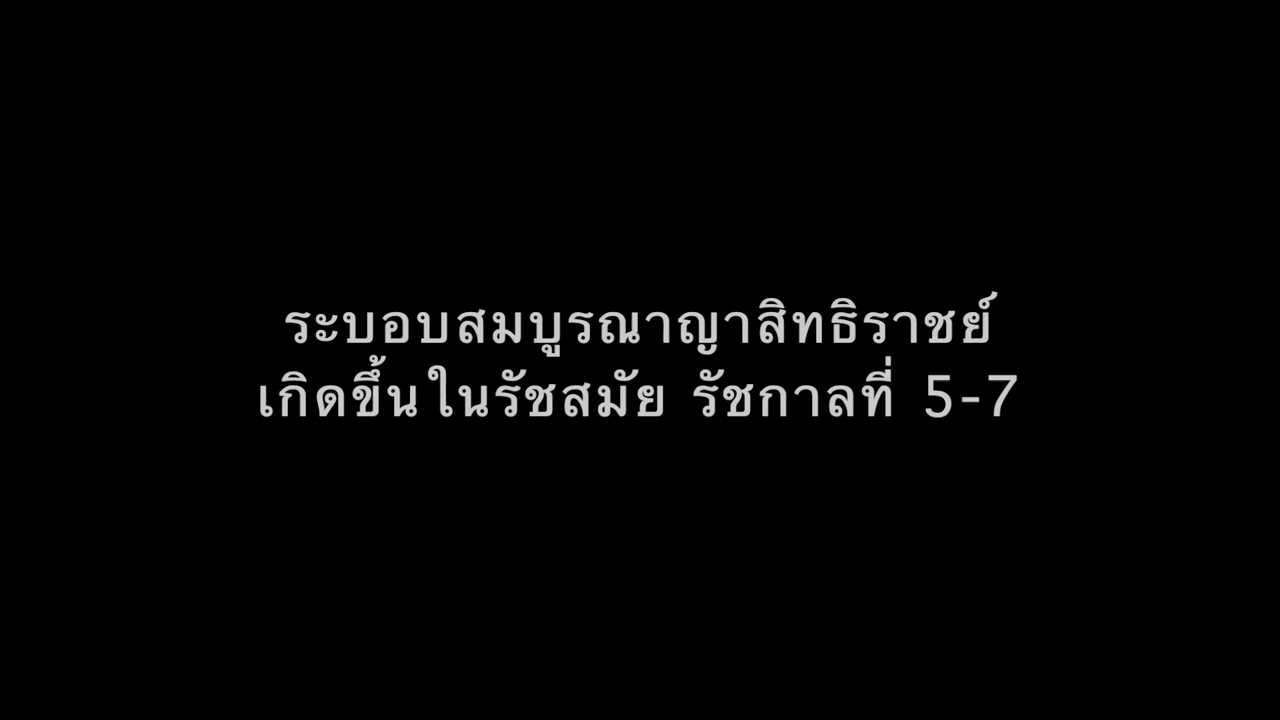 ระบอบสมบูรณาญาสิทธิราชย์
เกิดขึ้นในรัชสมัย รัชกาลที่ 5-7